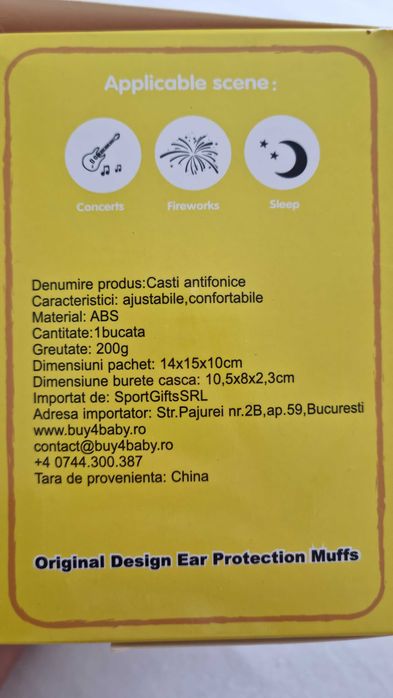 Applicable scene:
Concerts
Fireworks
Sleep
Denumire produs:Casti antifonice
Caracteristici: ajustabile,confortabile
Material: ABS
Cantitate:1bucata
Greutate: 200g
Dimensiuni pachet: 14x15x10cm
Dimensiune burete casca: 10,5x8x2,3cm
Importat de: SportGiftsSRL
Adresa importator: Str.Pajurei nr.2B,ap.59,Bucuresti
www.buy4baby.ro
contact@buy4baby.ro
+4 0744.300.387
Tara de provenienta: China
Original Design Ear Protection Muffs